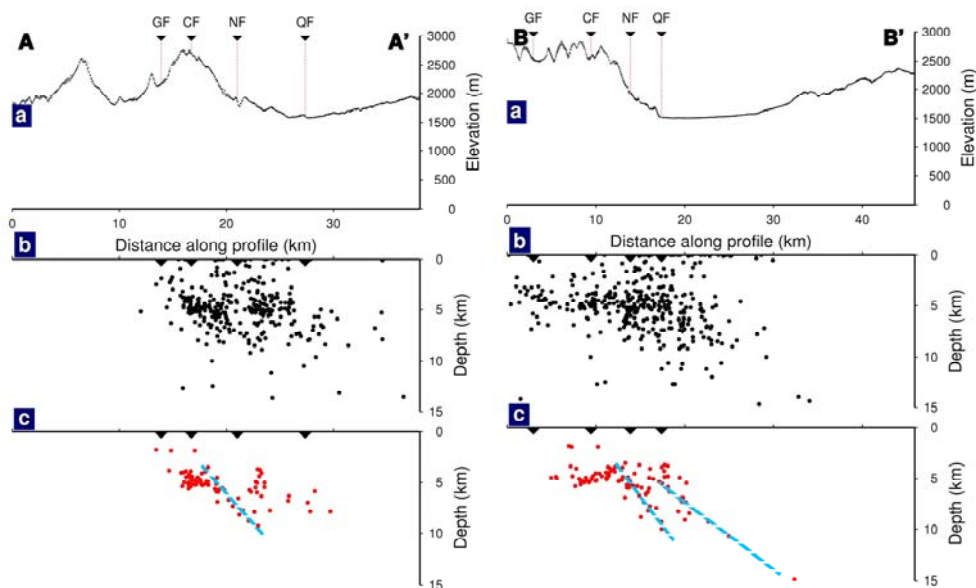 GF CF NF QF
A A'
3000
2500
2000
1500
1000
500
0
Elevation (m)
a
0 10 20 30
Distance along profile (km)
b
0
5
10
15
Depth (km)
c
0
5
10
15
Depth (km)
GF CF NF QF
B B'
3000
2500
2000
1500
1000
500
0
Elevation (m)
a
0 10 20 30 40
Distance along profile (km)
b
0
5
10
15
Depth (km)
c
0
5
10
15
Depth (km)